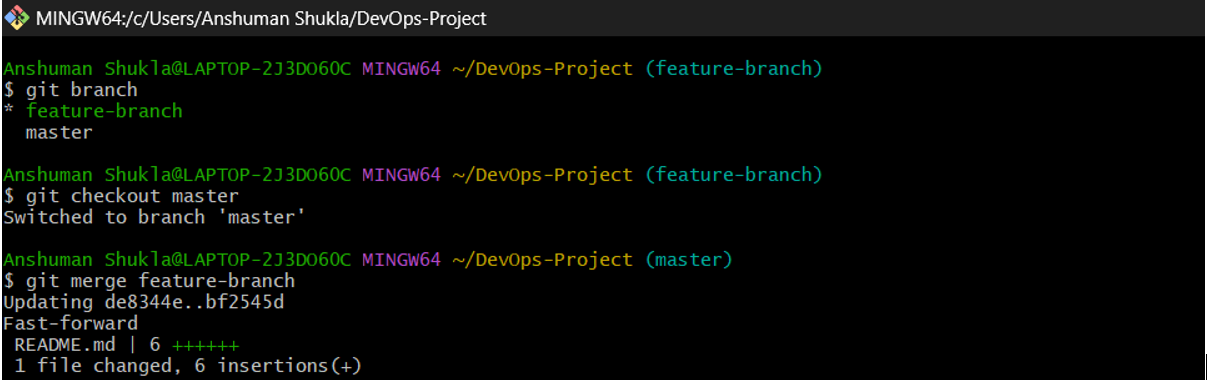 MINGW64:/c/Users/Anshuman Shukla/DevOps-Project
Anshuman Shukla@LAPTOP-2J3DO6OC MINGW64 ~/DevOps-Project (feature-branch)
$ git branch
* feature-branch
  master
Anshuman Shukla@LAPTOP-2J3DO6OC MINGW64 ~/DevOps-Project (feature-branch)
$ git checkout master
Switched to branch 'master'
Anshuman Shukla@LAPTOP-2J3DO6OC MINGW64 ~/DevOps-Project (master)
$ git merge feature-branch
Updating de8344e..bf2545d
Fast-forward
 README.md | 6 ++++++
 1 file changed, 6 insertions(+)